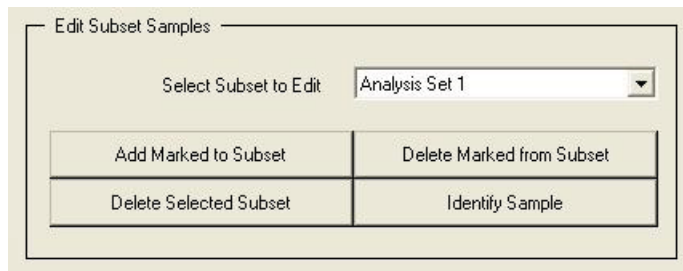 Edit Subset Samples
Select Subset to Edit Analysis Set 1
Add Marked to Subset Delete Marked from Subset
Delete Selected Subset Identify Sample